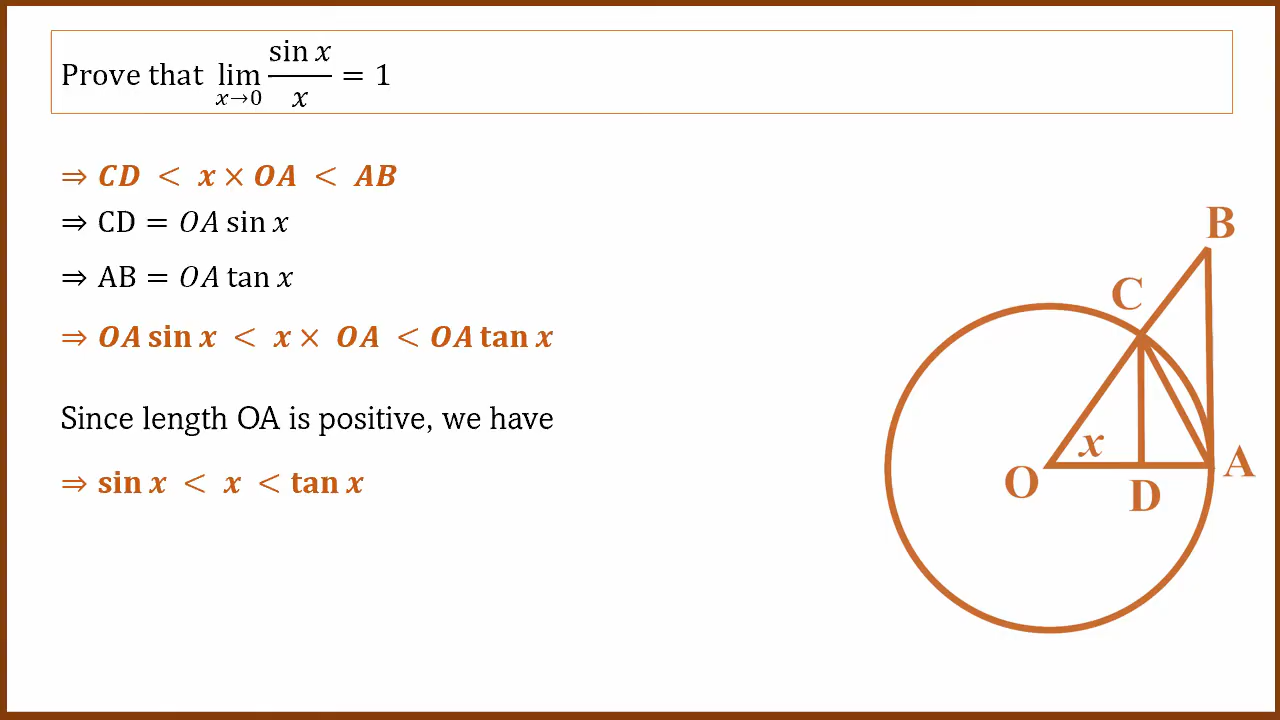 Prove that lim x→0 sin x / x = 1
⇒ CD < x × OA < AB
⇒ CD = OA sin x
⇒ AB = OA tan x
⇒ OA sin x < x × OA < OA tan x
Since length OA is positive, we have
⇒ sin x < x < tan x
B
C
x
A
O
D